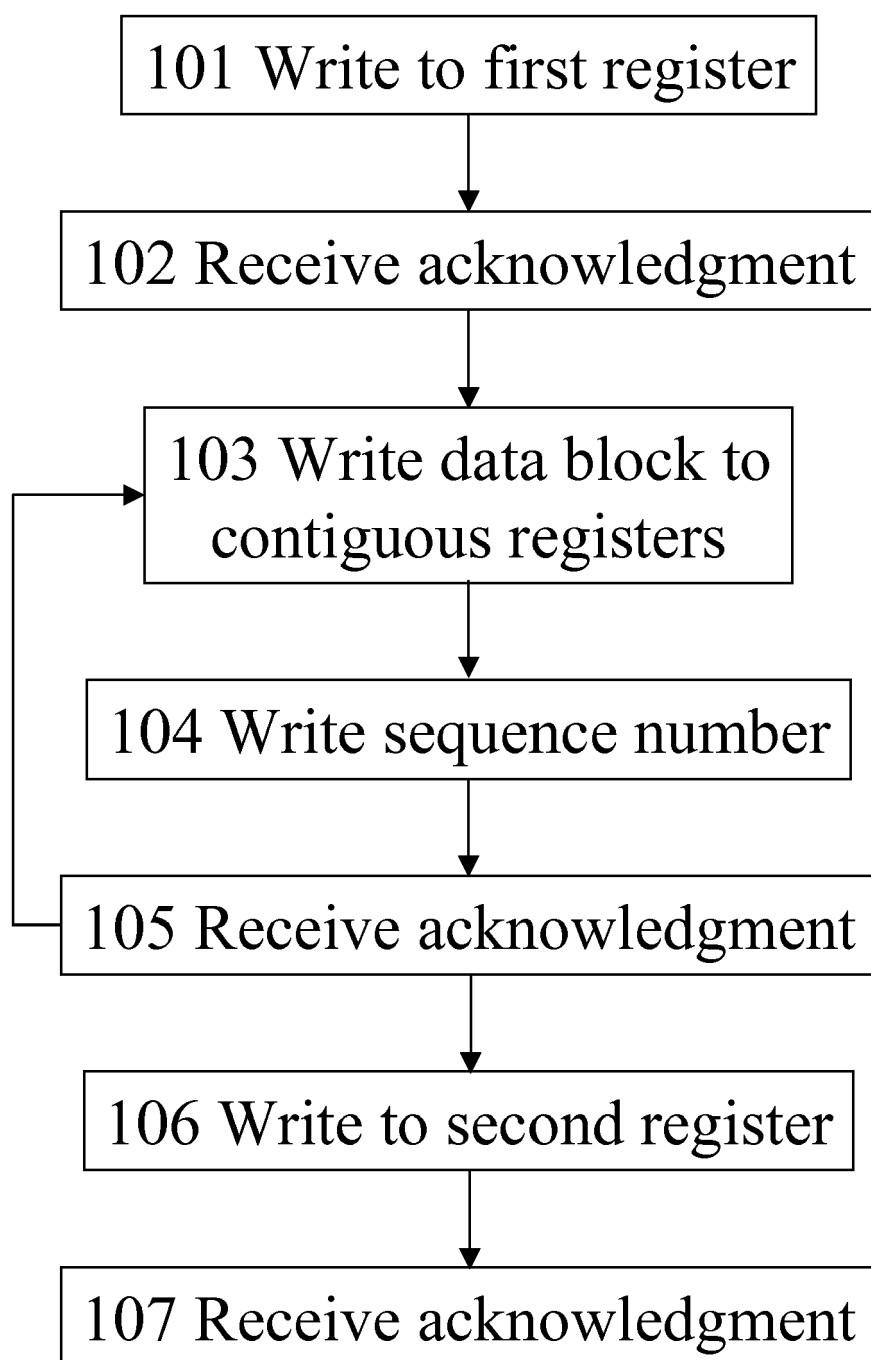 101 Write to first register
102 Receive acknowledgment
103 Write data block to
contiguous registers
104 Write sequence number
105 Receive acknowledgment
106 Write to second register
107 Receive acknowledgment